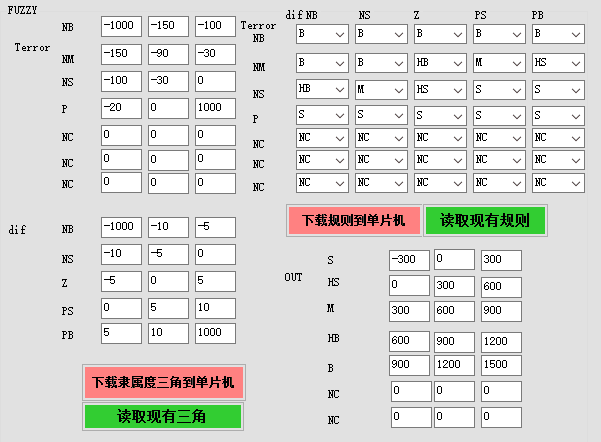 FUZZY
Terror
NB -1000 -150 -100
NM -150 -90 -30
NS -100 -30 0
P -20 0 1000
NC 0 0 0
NC 0 0 0
NC 0 0 0
dif NB NS Z PS PB
Terror
NB B B B B B
NM B B HB M HS
NS HB M HS S S
P S S S S S
NC NC NC NC NC NC
NC NC NC NC NC NC
NC NC NC NC NC NC
下载规则到单片机 读取现有规则
dif
NB -1000 -10 -5
NS -10 -5 0
Z -5 0 5
PS 0 5 10
PB 5 10 1000
下载隶属度三角到单片机
读取现有三角
OUT
S -300 0 300
HS 0 300 600
M 300 600 900
HB 600 900 1200
B 900 1200 1500
NC 0 0 0
NC 0 0 0